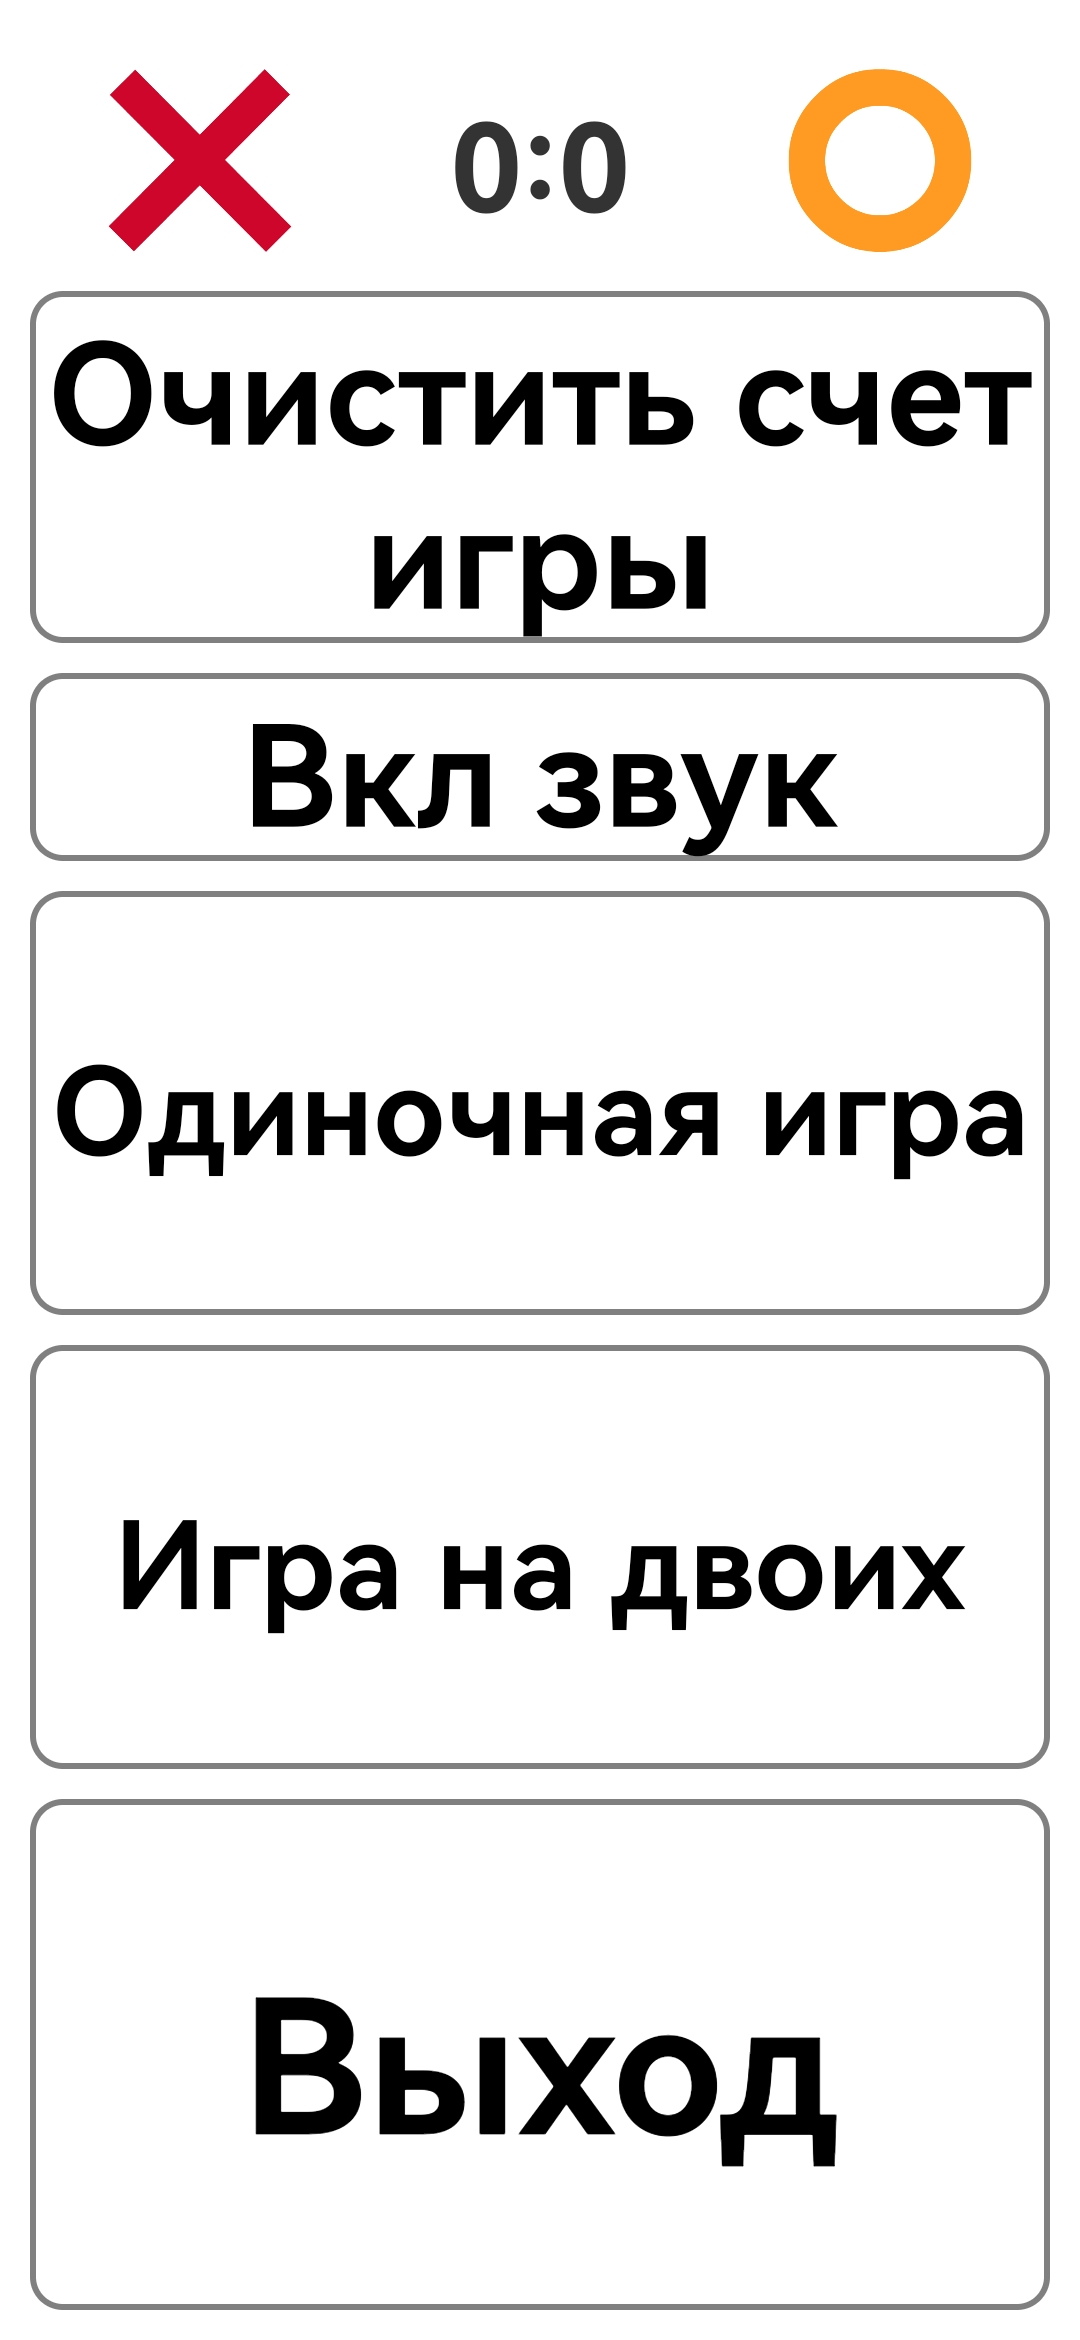 0:0
Очистить счет
игры
Вкл звук
Одиночная игра
Игра на двоих
Выход